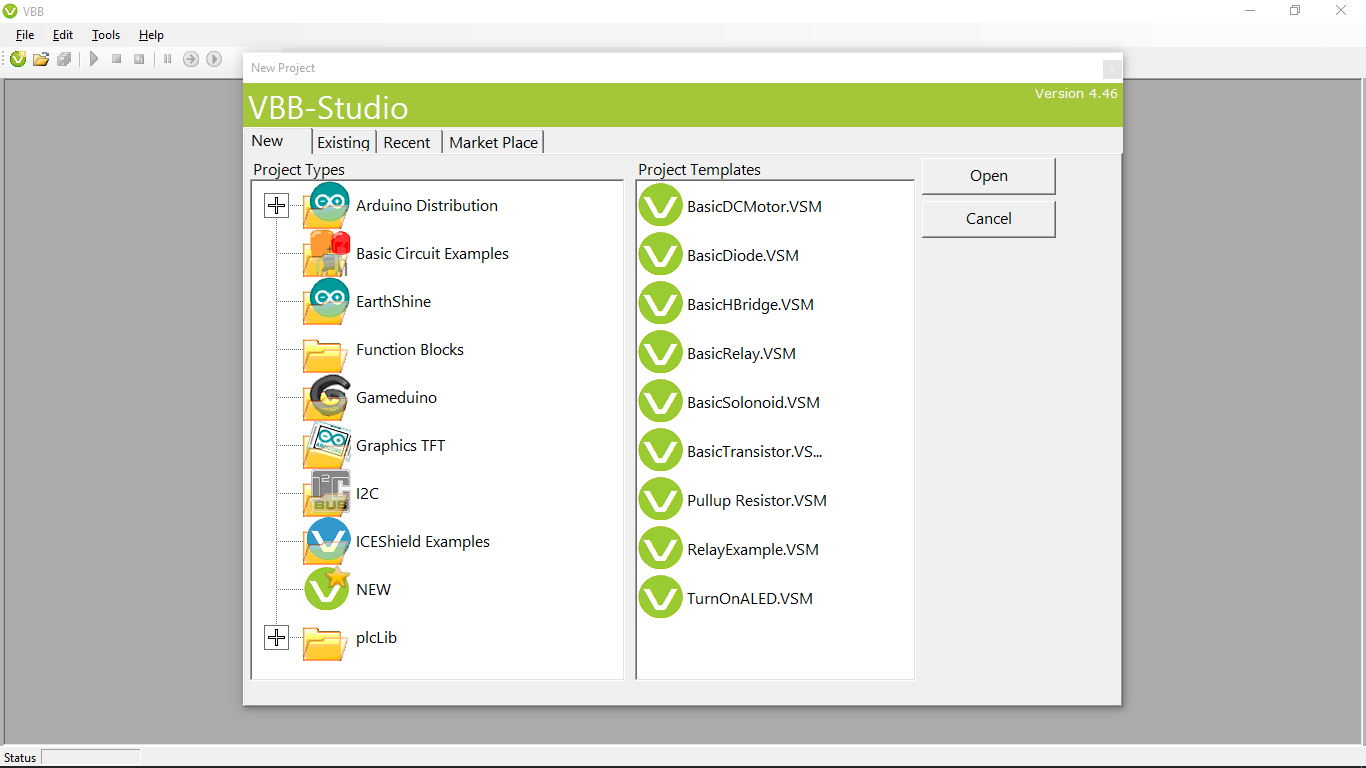 VBB
File Edit Tools Help
New Project
VBB-Studio
Version 4.46
New Existing Recent Market Place
Project Types
Arduino Distribution
Basic Circuit Examples
EarthShine
Function Blocks
Gameduino
Graphics TFT
I2C
ICEShield Examples
NEW
plcLib
Project Templates
BasicDCMotor.VSM
BasicDiode.VSM
BasicHBridge.VSM
BasicRelay.VSM
BasicSolonoid.VSM
BasicTransistor.VS...
Pullup Resistor.VSM
RelayExample.VSM
TurnOnALED.VSM
Open
Cancel
Status